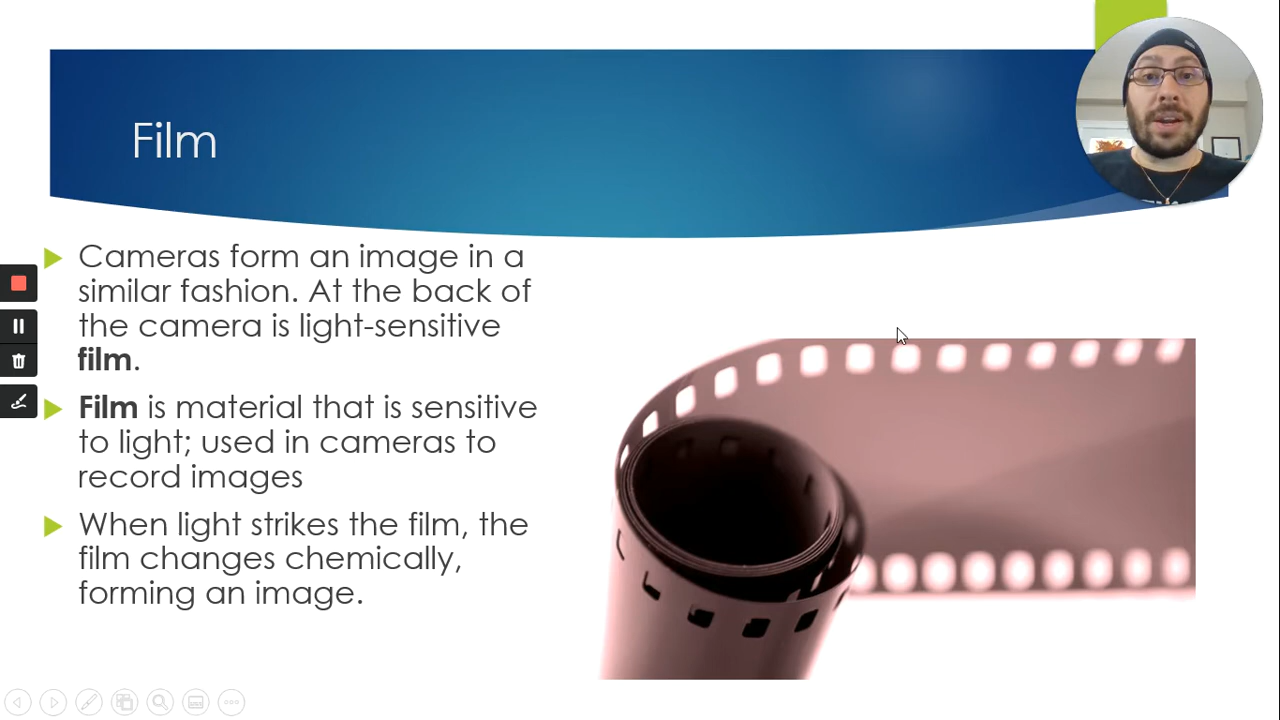 Film
Cameras form an image in a
similar fashion. At the back of
the camera is light-sensitive
film.
Film is material that is sensitive
to light; used in cameras to
record images
When light strikes the film, the
film changes chemically,
forming an image.